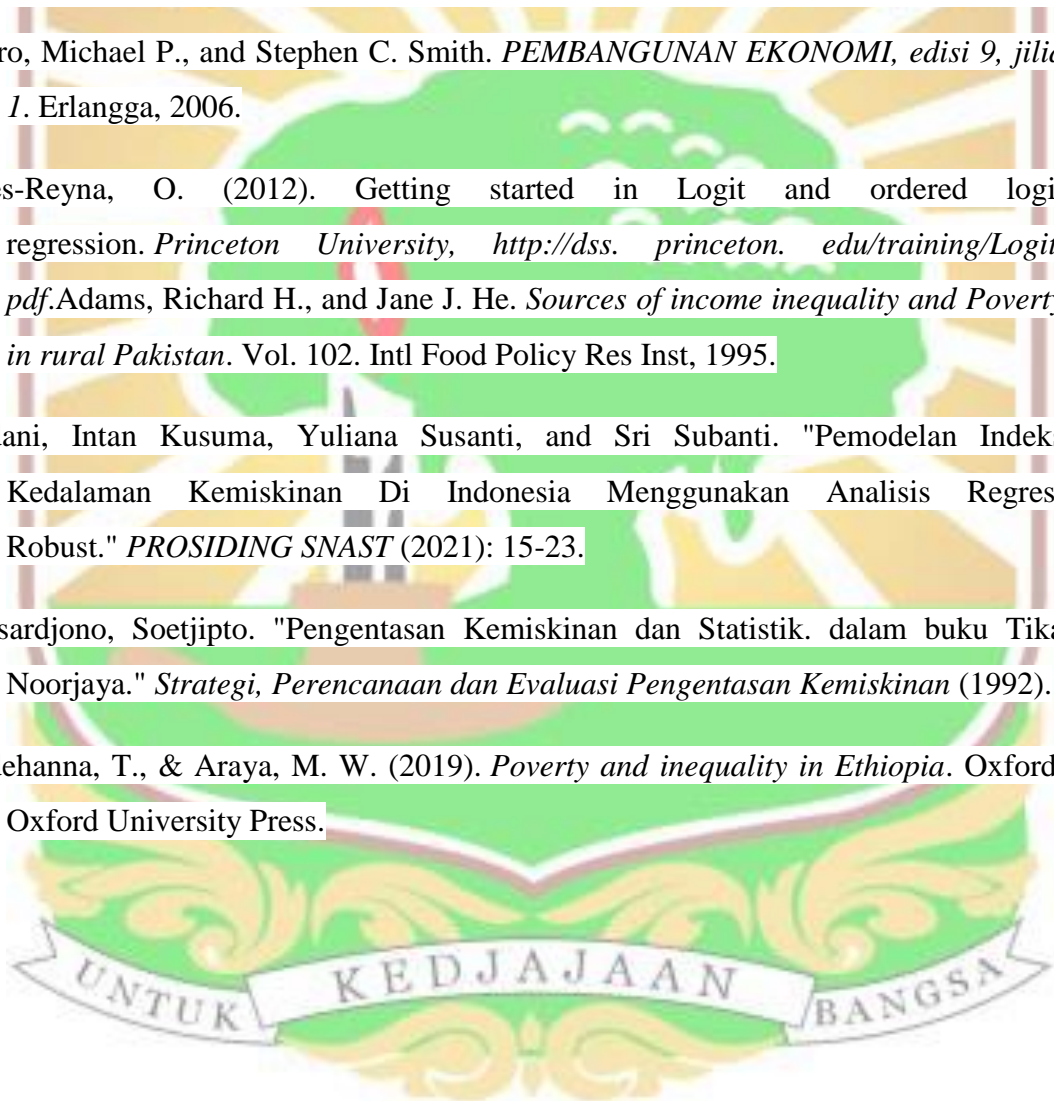 ro, Michael P., and Stephen C. Smith. PEMBANGUNAN EKONOMI, edisi 9, jilid
1. Erlangga, 2006.
es-Reyna, O. (2012). Getting started in Logit and ordered logi
regression. Princeton University, http://dss. princeton. edu/training/Logit
pdf.Adams, Richard H., and Jane J. He. Sources of income inequality and Poverty
in rural Pakistan. Vol. 102. Intl Food Policy Res Inst, 1995.
ani, Intan Kusuma, Yuliana Susanti, and Sri Subanti. "Pemodelan Indeks
Kedalaman Kemiskinan Di Indonesia Menggunakan Analisis Regres
Robust." PROSIDING SNAST (2021): 15-23.
sardjono, Soetjipto. "Pengentasan Kemiskinan dan Statistik. dalam buku Tika
Noorjaya." Strategi, Perencanaan dan Evaluasi Pengentasan Kemiskinan (1992).
ehanna, T., & Araya, M. W. (2019). Poverty and inequality in Ethiopia. Oxford
Oxford University Press.
UNTUK KEDJAJAAN BANGSA